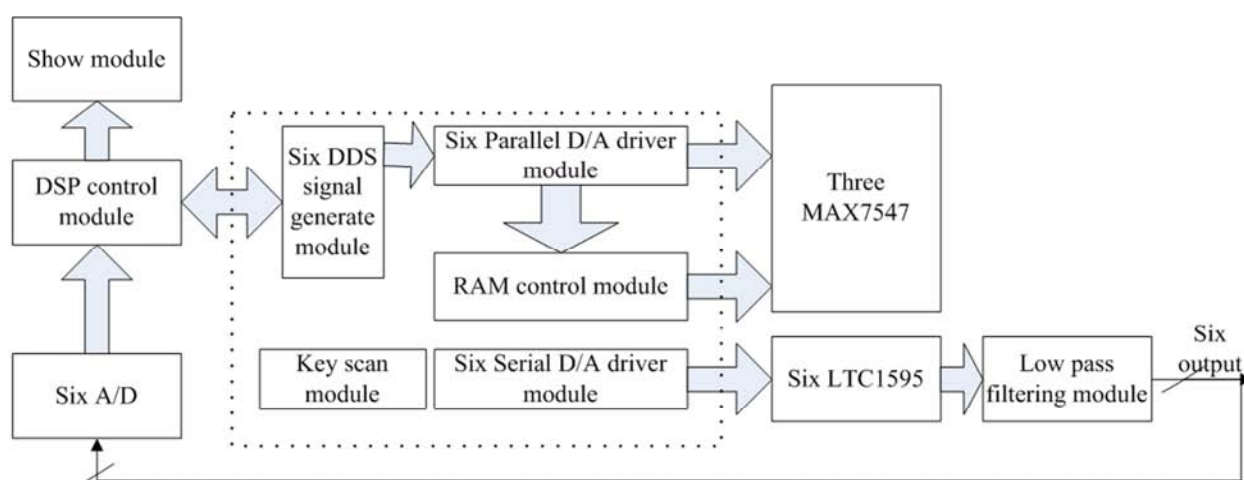 Show module
DSP control
module
Six A/D
Six DDS
signal
generate
module
Six Parallel D/A driver
module
RAM control module
Key scan
module
Six Serial D/A driver
module
Three
MAX7547
Six LTC1595
Low pass
filtering module
Six
output